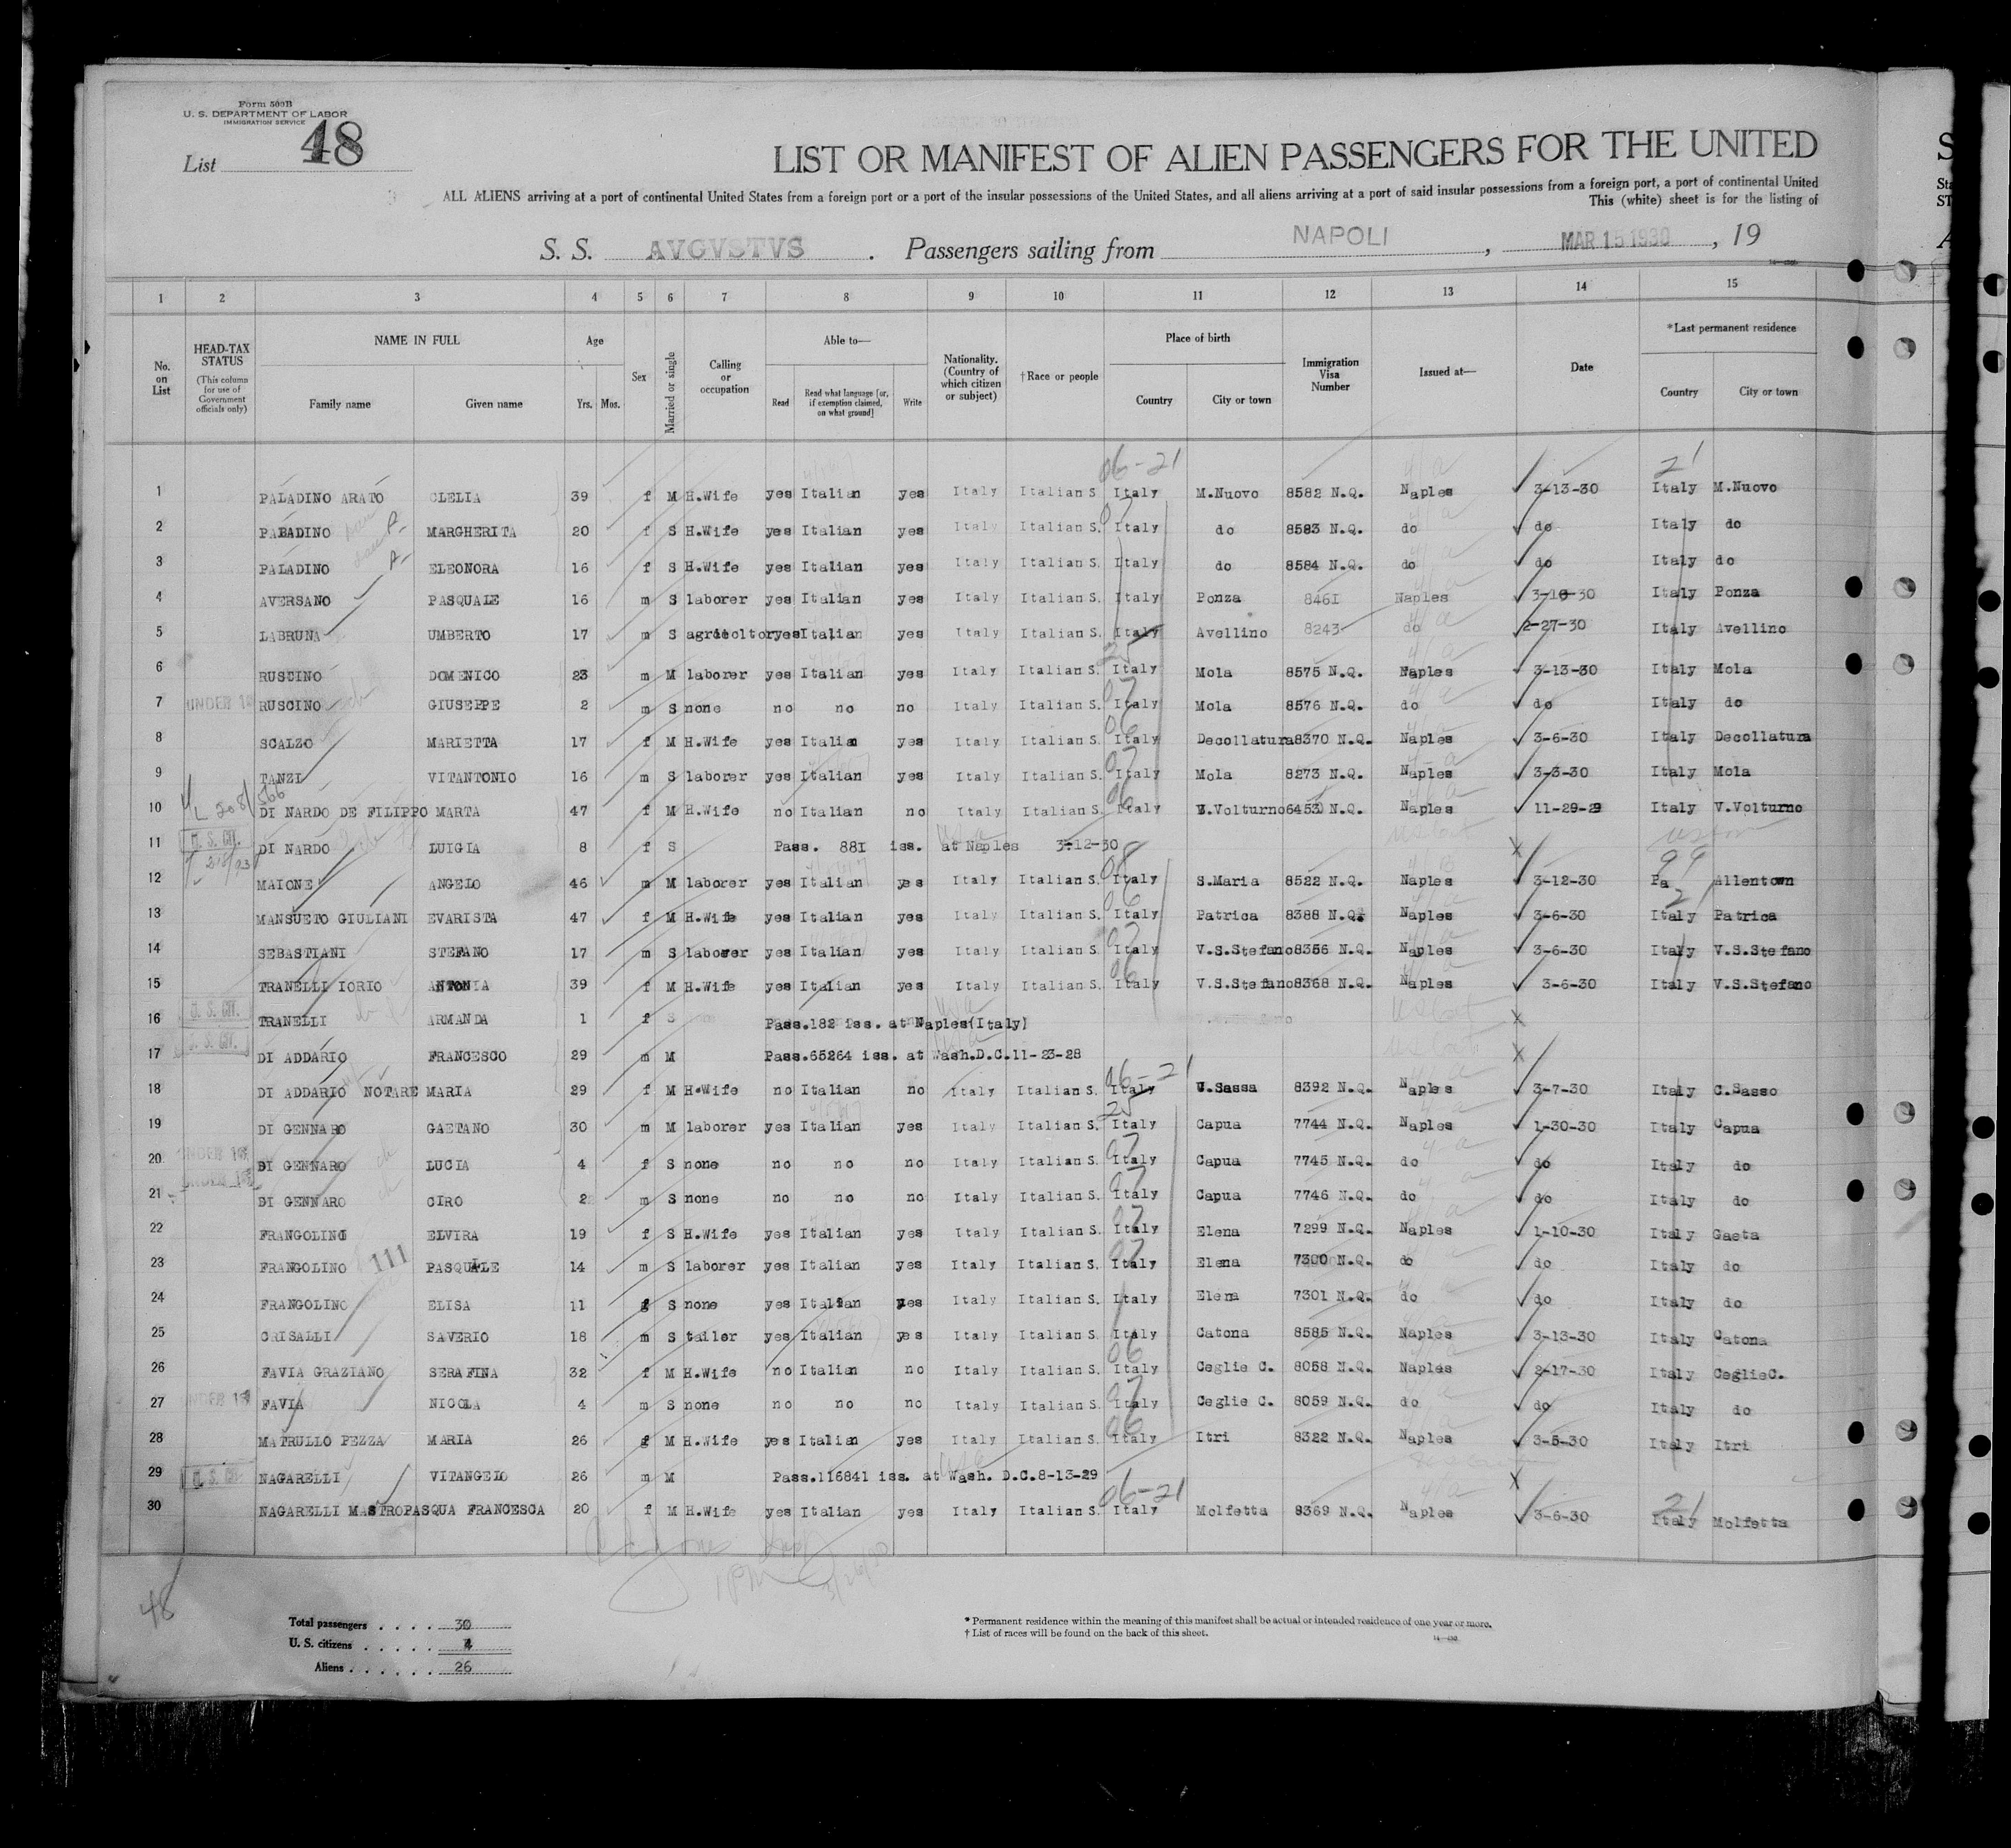 Form 500B
U. S. DEPARTMENT OF LABOR
IMMIGRATION SERVICE
List 48
LIST OR MANIFEST OF ALIEN PASSENGERS FOR THE UNITED
ALL ALIENS arriving at a port of continental United States from a foreign port or a port of the insular possessions of the United States, and all aliens arriving at a port of said insular possessions from a foreign port, a port of continental United
This (white) sheet is for the listing of
S. S. AVGVSTVS . Passengers sailing from NAPOLI , MAR 15 1930 , 19
1 2 3 4 5 6 7 8 9 10 11 12 13 14 15
No. on List HEAD-TAX STATUS (This column for use of Government officials only) NAME IN FULL Family name Given name Age Yrs. Mos. Sex Married or single Calling or occupation Able to— Read Read what language [or, if exemption claimed, on what ground] Write Nationality. (Country of which citizen or subject) †Race or people Place of birth Country City or town Immigration Visa Number Issued at— Date *Last permanent residence Country City or town
06-21 21
1 PALADINO ARATO CLELIA 39 f M H.Wife yes Italian yes Italy Italian S. Italy M.Nuovo 8582 N.Q. Naples 3-13-30 Italy M.Nuovo
2 PABADINO MARGHERITA 20 f S H.Wife yes Italian yes Italy Italian S. Italy do 8583 N.Q. do do Italy do
3 PALADINO ELEONORA 16 f S H.Wife yes Italian yes Italy Italian S. Italy do 8584 N.Q. do do Italy do
4 AVERSANO PASQUALE 16 m S laborer yes Italian yes Italy Italian S. Italy Ponza 8461 Naples 3-10-30 Italy Ponza
5 LABRUNA UMBERTO 17 m S yes Italian yes Italy Italian S. Italy Avellino 8243 do 2-27-30 Italy Avellino
6 RUSCINO DOMENICO 23 m M laborer yes Italian yes Italy Italian S. Italy Mola 8575 N.Q. Naples 3-13-30 Italy Mola
7 UNDER 16 RUSCINO GIUSEPPE 2 m S none no no no Italy Italian S. Italy Mola 8576 N.Q. do do Italy do
8 SCALZO MARIETTA 17 f M H.Wife yes Italian yes Italy Italian S. Italy Decollatura 8370 N.Q. Naples 3-6-30 Italy Decollatura
9 TANZI VITANTONIO 16 m S laborer yes Italian yes Italy Italian S. Italy Mola 8273 N.Q. Naples 3-3-30 Italy Mola
10 DI NARDO DE FILIPPO MARTA 47 f M H.Wife no Italian no Italy Italian S. Italy V.Volturno 6453 N.Q. Naples 11-29-29 Italy V.Volturno
11 U. S. CIT. DI NARDO LUIGIA 8 f S Pass. 881 iss. at Naples 3-12-30 X
12 MAIONE ANGELO 46 m M laborer yes Italian yes Italy Italian S. Italy S.Maria 8522 N.Q. Naples 3-12-30 Pa Allentown
13 MANSUETO GIULIANI EVARISTA 47 f M H.Wife yes Italian yes Italy Italian S. Italy Patrica 8388 N.Q. Naples 3-6-30 Italy Patrica
14 SEBASTIANI STEFANO 17 m S laborer yes Italian yes Italy Italian S. Italy V.S.Stefano 8356 N.Q. Naples 3-6-30 Italy V.S.Stefano
15 TRANELLI IORIO ANTONIA 39 f M H.Wife yes Italian yes Italy Italian S. Italy V.S.Stefano 8368 N.Q. Naples 3-6-30 Italy V.S.Stefano
16 U. S. CIT. TRANELLI ARMANDA 1 f S Pass.182 iss. at Naples(Italy) X
17 U. S. CIT. DI ADDARIO FRANCESCO 29 m M Pass.65264 iss. at Wash.D.C.11-23-28 X
18 DI ADDARIO NOTARE MARIA 29 f M H.Wife no Italian no Italy Italian S. Italy Sassa 8392 N.Q. Naples 3-7-30 Italy C.Sasso
19 DI GENNARO GAETANO 30 m M laborer yes Italian yes Italy Italian S. Italy Capua 7744 N.Q. Naples 1-30-30 Italy Capua
20 UNDER 16 DI GENNARO LUCIA 4 f S none no no no Italy Italian S. Italy Capua 7745 N.Q. do do Italy do
21 UNDER 16 DI GENNARO CIRO 2 m S none no no no Italy Italian S. Italy Capua 7746 N.Q. do do Italy do
22 FRANGOLINO ELVIRA 19 f S H.Wife yes Italian yes Italy Italian S. Italy Elena 7299 N.Q. Naples 1-10-30 Italy Gaeta
23 FRANGOLINO 111 PASQUALE 14 m S laborer yes Italian yes Italy Italian S. Italy Elena 7300 N.Q. do do Italy do
24 FRANGOLINO ELISA 11 f S none yes Italian yes Italy Italian S. Italy Elena 7301 N.Q. do do Italy do
25 CRISALLI SAVERIO 18 m S tailer yes Italian yes Italy Italian S. Italy Catona 8585 N.Q. Naples 3-13-30 Italy Catona
26 FAVIA GRAZIANO SERAFINA 32 f M H.Wife no Italian no Italy Italian S. Italy Ceglie C. 8058 N.Q. Naples 2-17-30 Italy CeglieC.
27 UNDER 16 FAVIA NICOLA 4 m S none no no no Italy Italian S. Italy Ceglie C. 8059 N.Q. do do Italy do
28 MATRULLO PEZZA MARIA 26 f M H.Wife yes Italian yes Italy Italian S. Italy Itri 8322 N.Q. Naples 3-5-30 Italy Itri
29 U. S. CIT. NAGARELLI VITANGELO 26 m M Pass.116841 iss. at Wash. D.C.8-13-29 X
30 NAGARELLI MASTROPASQUA FRANCESCA 20 f M H.Wife yes Italian yes Italy Italian S. Italy Molfetta 8369 N.Q. Naples 3-6-30 Italy Molfetta
48
Total passengers . . . . 30
U. S. citizens . . . . . 4
Aliens . . . . . . 26
* Permanent residence within the meaning of this manifest shall be actual or intended residence of one year or more.
† List of races will be found on the back of this sheet.